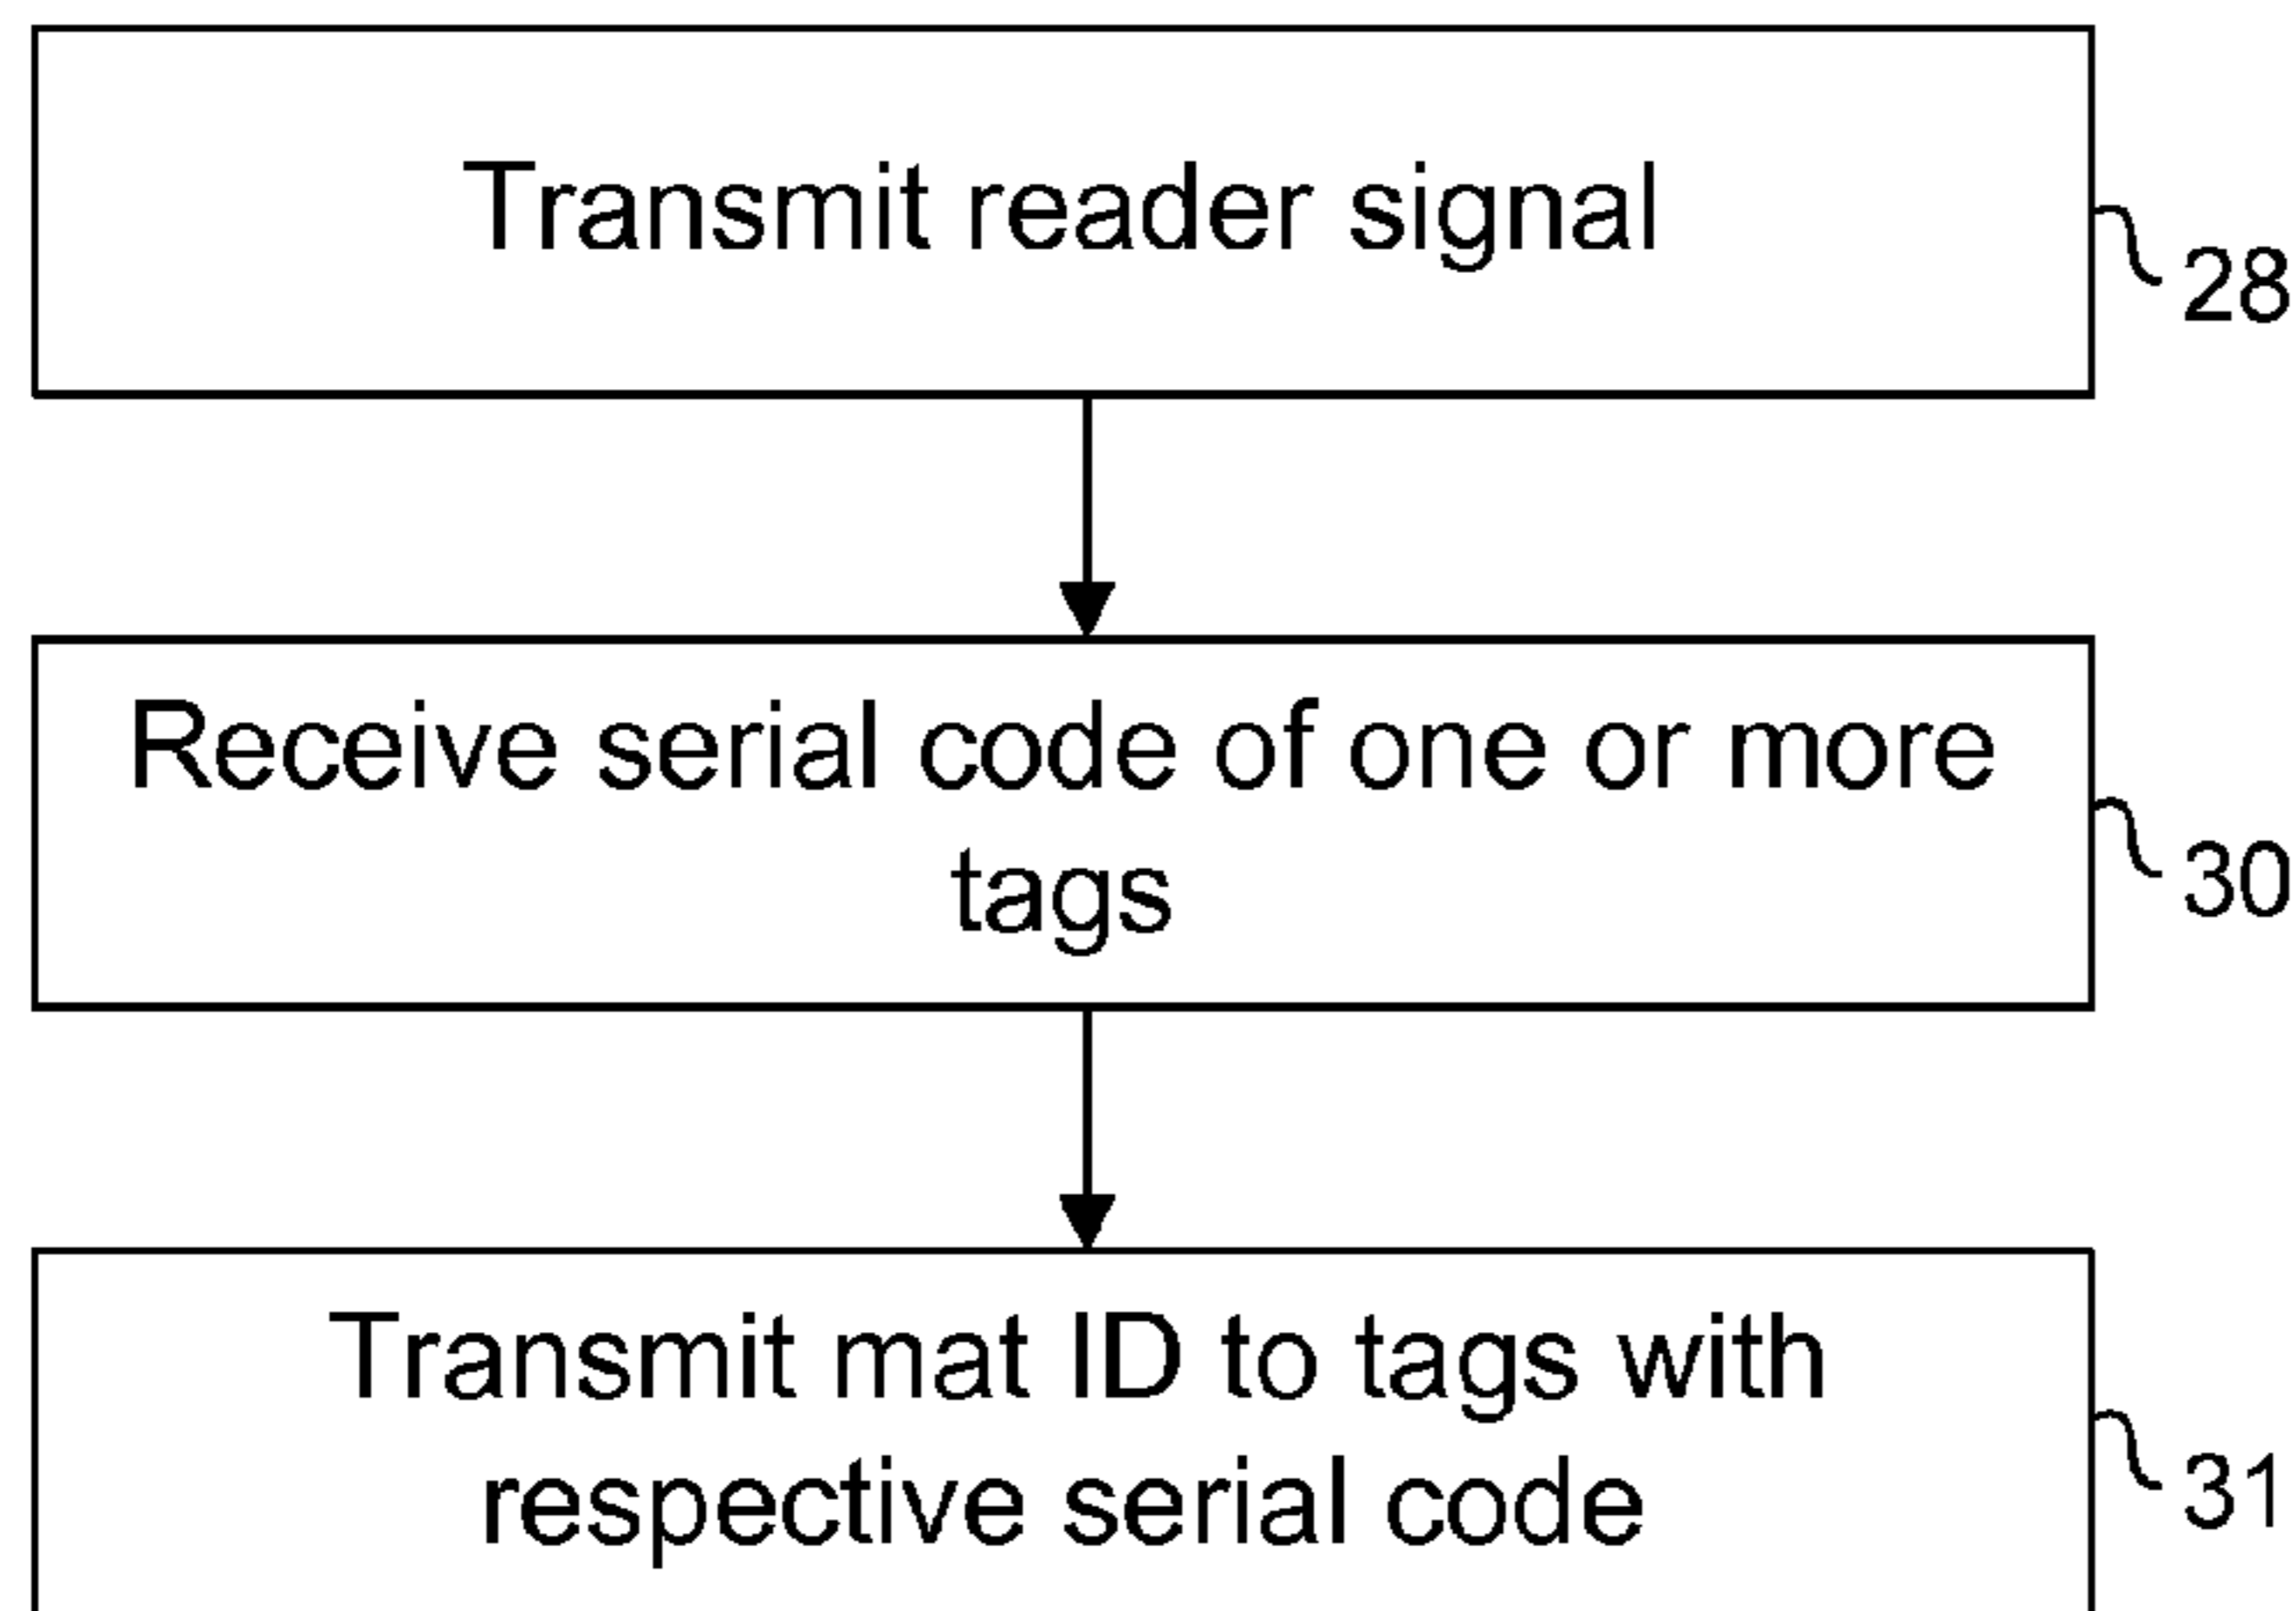 Transmit reader signal
28
Receive serial code of one or more
tags
30
Transmit mat ID to tags with
respective serial code
31